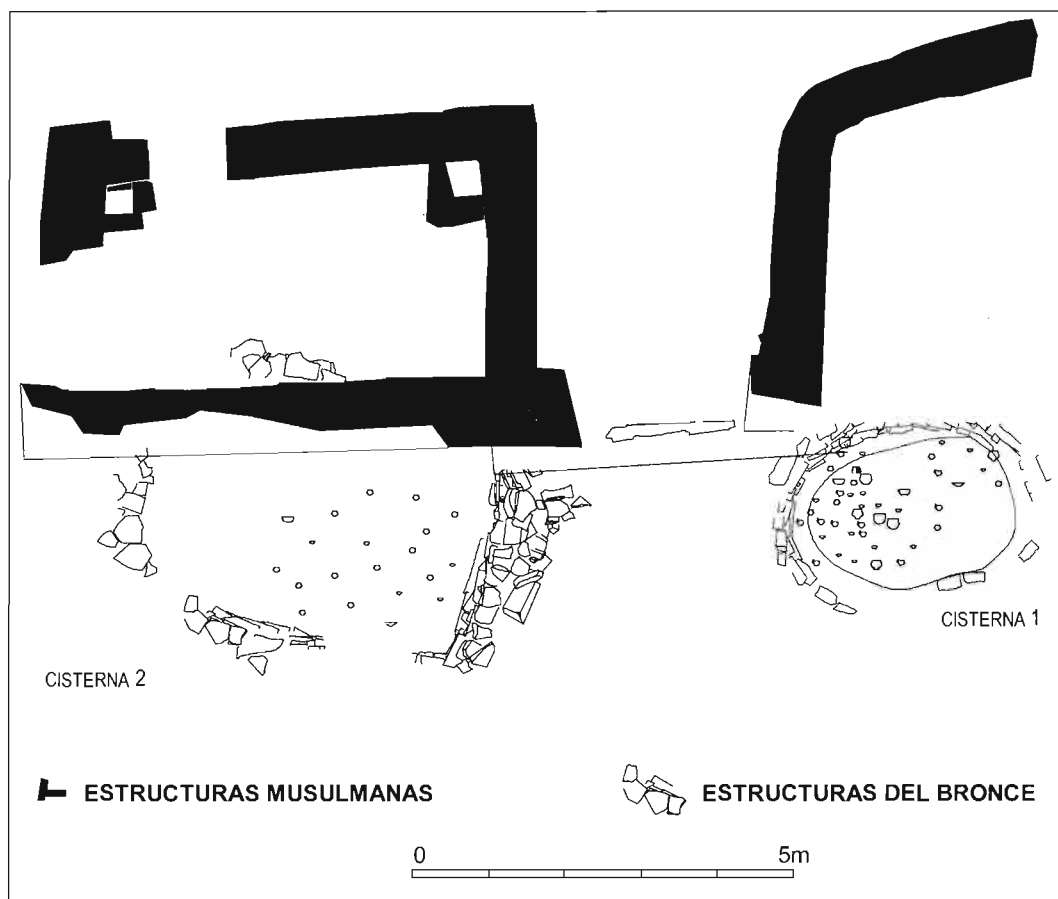 CISTERNA 1
CISTERNA 2
ESTRUCTURAS MUSULMANAS
ESTRUCTURAS DEL BRONCE
0 5m